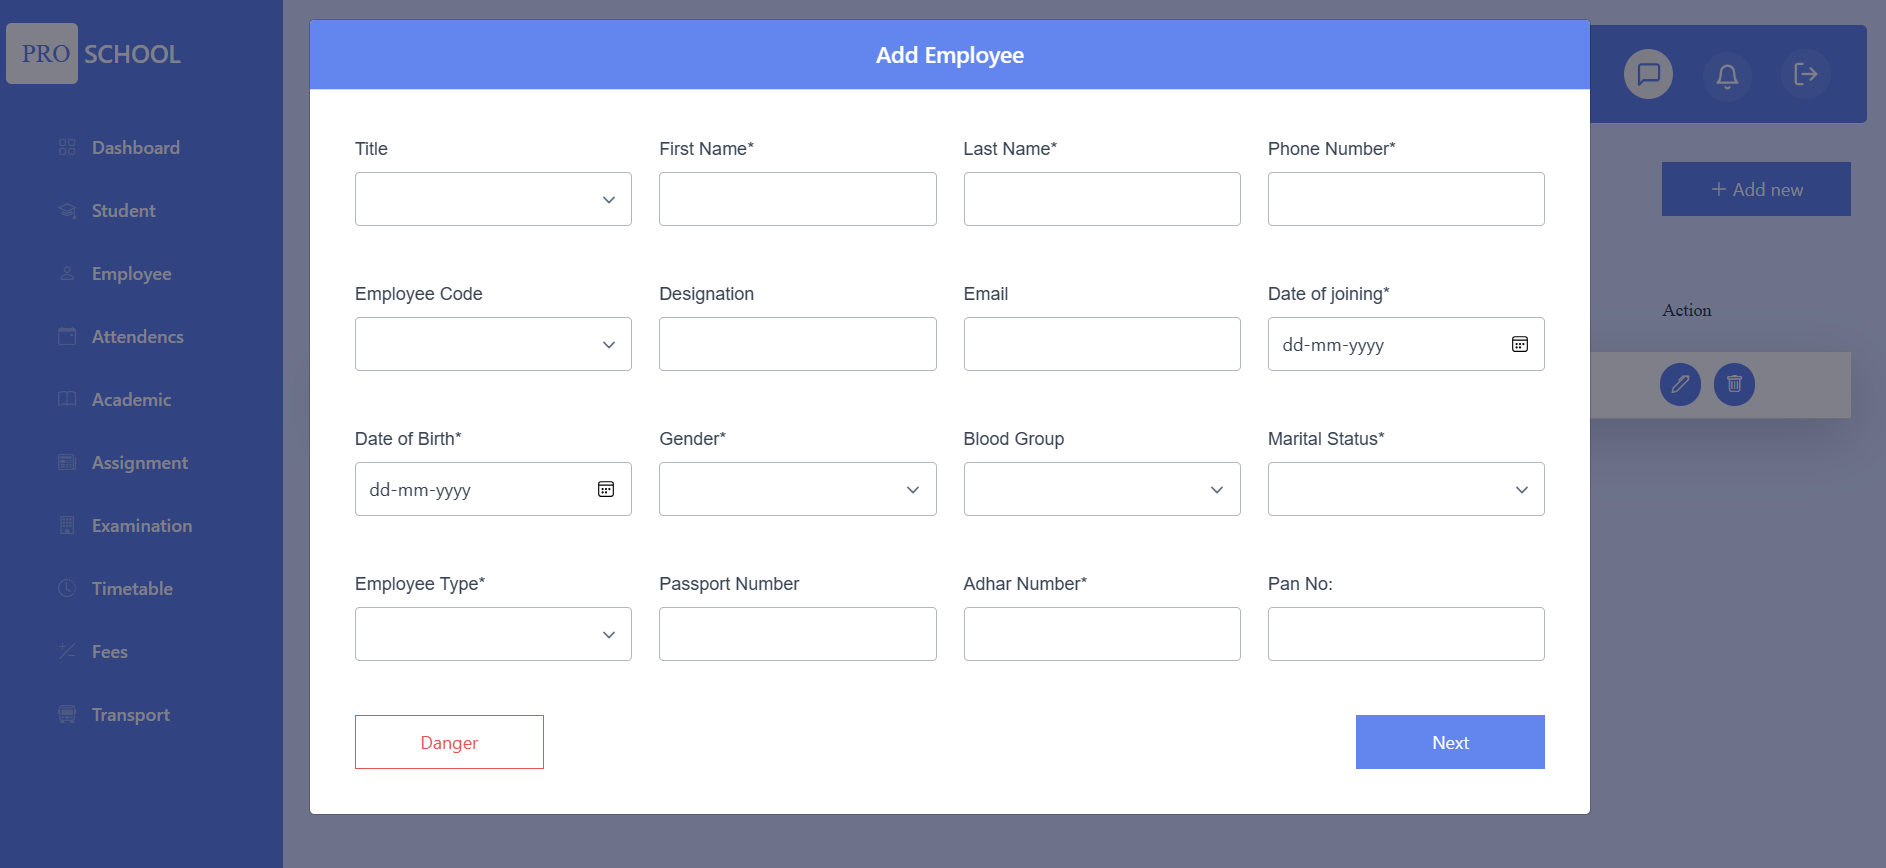 PRO SCHOOL
Dashboard
Student
Employee
Attendencs
Academic
Assignment
Examination
Timetable
Fees
Transport
Add Employee
Title
First Name*
Last Name*
Phone Number*
Employee Code
Designation
Email
Date of joining*
dd-mm-yyyy
Date of Birth*
dd-mm-yyyy
Gender*
Blood Group
Marital Status*
Employee Type*
Passport Number
Adhar Number*
Pan No:
Danger
Next
+ Add new
Action